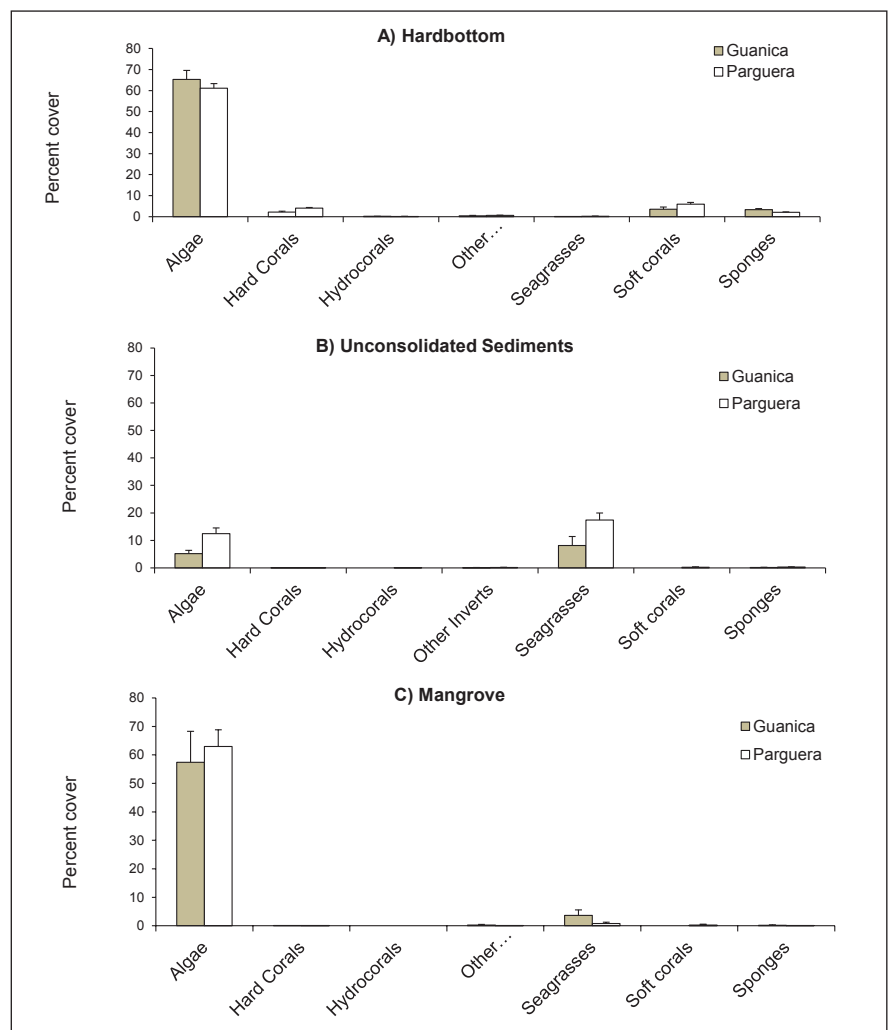 A) Hardbottom
Percent cover
80
70
60
50
40
30
20
10
0
Guanica
Parguera
Algae
Hard Corals
Hydrocorals
Other…
Seagrasses
Soft corals
Sponges
B) Unconsolidated Sediments
Percent cover
80
70
60
50
40
30
20
10
0
Guanica
Parguera
Algae
Hard Corals
Hydrocorals
Other Inverts
Seagrasses
Soft corals
Sponges
C) Mangrove
Percent cover
80
70
60
50
40
30
20
10
0
Guanica
Parguera
Algae
Hard Corals
Hydrocorals
Other…
Seagrasses
Soft corals
Sponges